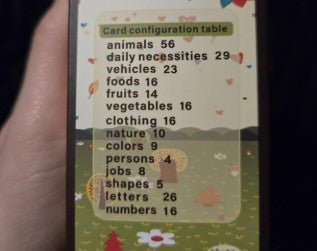 Card configuration table
animals 56
daily necessities 29
vehicles 23
foods 16
fruits 14
vegetables 16
clothing 16
nature 10
colors 9
persons 4
jobs 8
shapes 5
letters 26
numbers 16